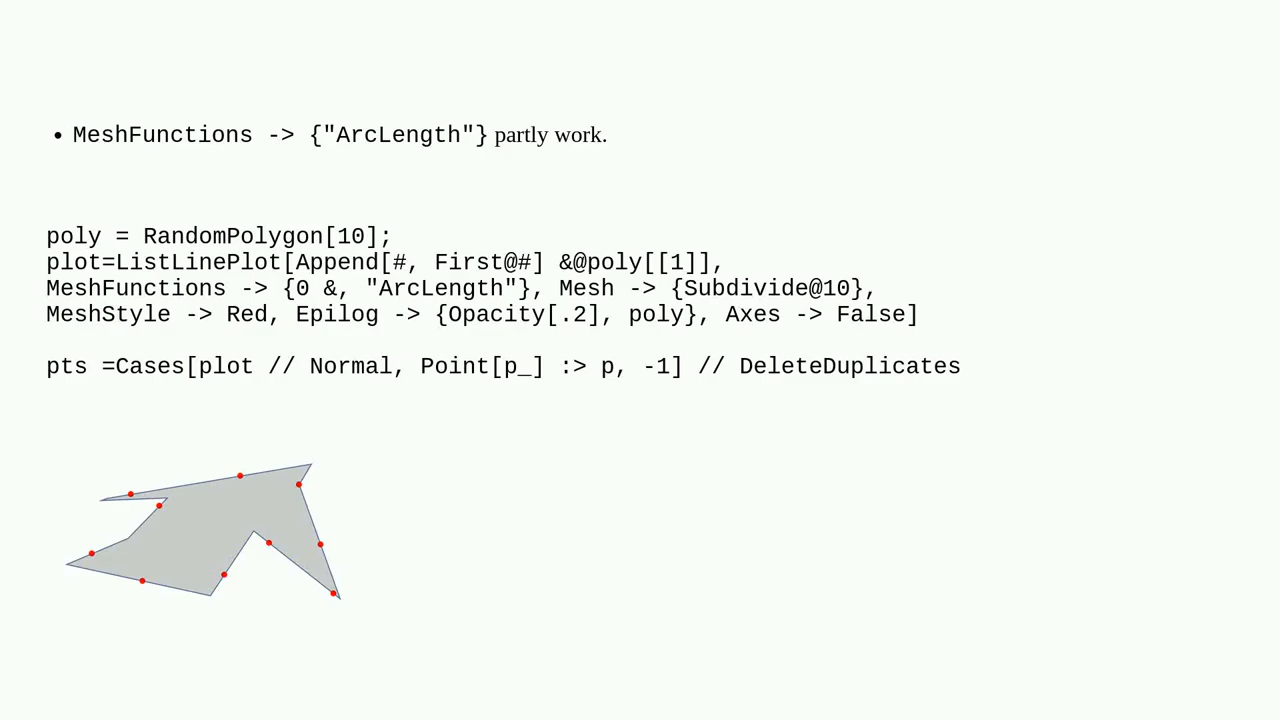 • MeshFunctions -> {"ArcLength"} partly work.
poly = RandomPolygon[10];
plot=ListLinePlot[Append[#, First@#] &@poly[[1]],
MeshFunctions -> {0 &, "ArcLength"}, Mesh -> {Subdivide@10},
MeshStyle -> Red, Epilog -> {Opacity[.2], poly}, Axes -> False]
pts =Cases[plot // Normal, Point[p_] :> p, -1] // DeleteDuplicates